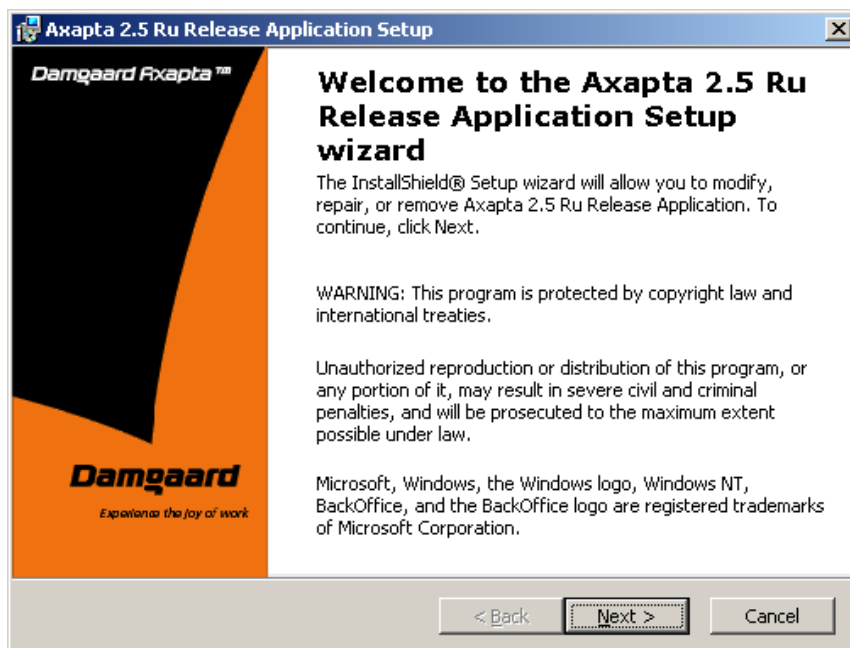 Axapta 2.5 Ru Release Application Setup
Damgaard Axapta™
Welcome to the Axapta 2.5 Ru
Release Application Setup
wizard
The InstallShield® Setup wizard will allow you to modify,
repair, or remove Axapta 2.5 Ru Release Application. To
continue, click Next.
WARNING: This program is protected by copyright law and
international treaties.
Unauthorized reproduction or distribution of this program, or
any portion of it, may result in severe civil and criminal
penalties, and will be prosecuted to the maximum extent
possible under law.
Microsoft, Windows, the Windows logo, Windows NT,
BackOffice, and the BackOffice logo are registered trademarks
of Microsoft Corporation.
Damgaard
Experience the joy of work
< Back
Next >
Cancel